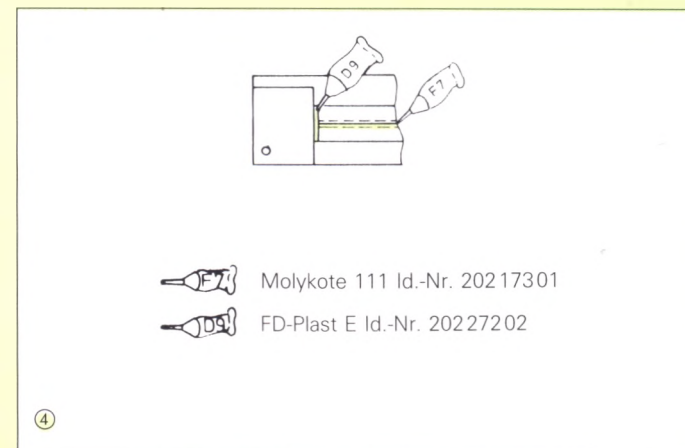 D9
F7
F7 Molykote 111 Id.-Nr. 20217301
D9 FD-Plast E Id.-Nr. 20227202
4